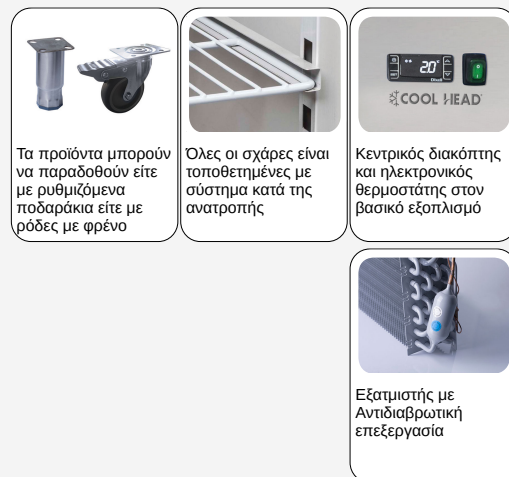 Τα προϊόντα μπορούν
να παραδοθούν είτε
με ρυθμιζόμενα
ποδαράκια είτε με
ρόδες με φρένο
Όλες οι σχάρες είναι
τοποθετημένες με
σύστημα κατά της
ανατροπής
2.0°
COOL HEAD
Κεντρικός διακόπτης
και ηλεκτρονικός
θερμοστάτης στον
βασικό εξοπλισμό
Εξατμιστής με
Αντιδιαβρωτική
επεξεργασία